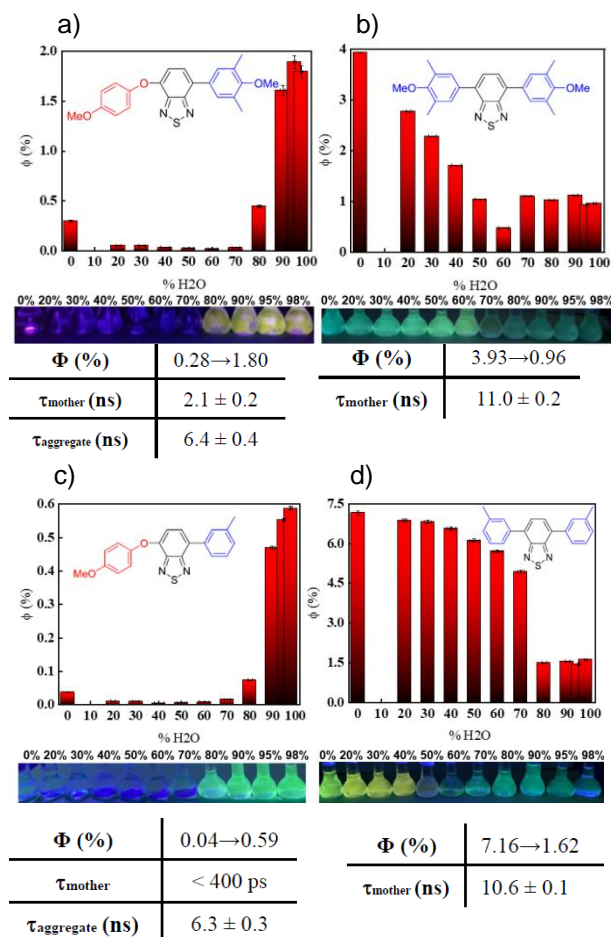 a)
b)
ϕ (%)
2.0
1.5
1.0
0.5
0.0
MeO
O
N
S
N
OMe
0 10 20 30 40 50 60 70 80 90 100
% H2O
0% 20% 30% 40% 50% 60% 70% 80% 90% 95% 98%
Φ (%) 0.28→1.80
τmother (ns) 2.1 ± 0.2
τaggregate (ns) 6.4 ± 0.4
ϕ (%)
4
3
2
1
0
MeO
N
S
N
OMe
0 10 20 30 40 50 60 70 80 90 100
% H2O
0% 20% 30% 40% 50% 60% 70% 80% 90% 95% 98%
Φ (%) 3.93→0.96
τmother (ns) 11.0 ± 0.2
c)
d)
ϕ (%)
0.6
0.4
0.2
0.0
MeO
O
N
S
N
0 10 20 30 40 50 60 70 80 90 100
% H2O
0% 20% 30% 40% 50% 60% 70% 80% 90% 95% 98%
Φ (%) 0.04→0.59
τmother < 400 ps
τaggregate (ns) 6.3 ± 0.3
ϕ (%)
7.5
6.0
4.5
3.0
1.5
0.0
N
S
N
0 10 20 30 40 50 60 70 80 90 100
% H2O
0% 20% 30% 40% 50% 60% 70% 80% 90% 95% 98%
Φ (%) 7.16→1.62
τmother (ns) 10.6 ± 0.1